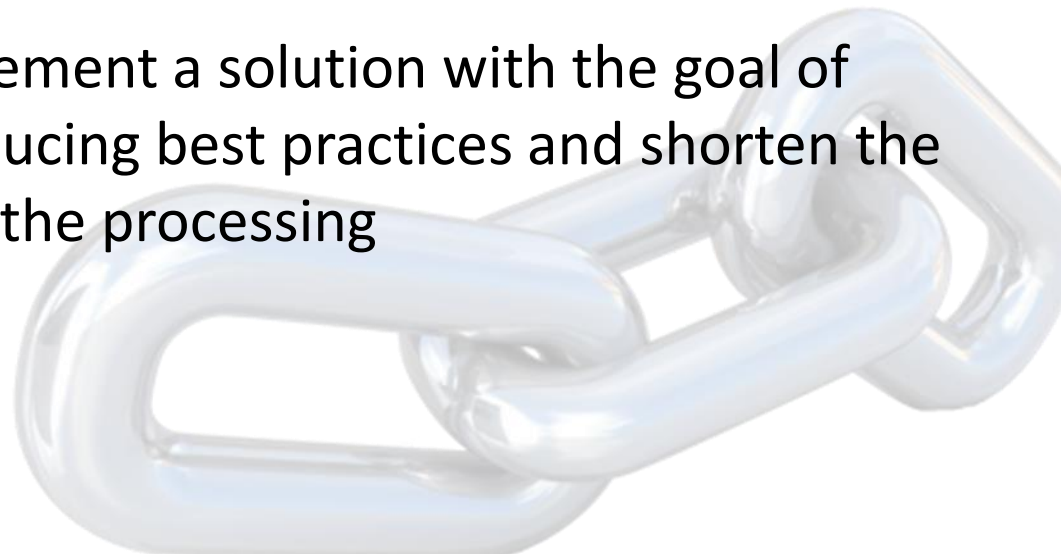 ement a solution with the goal of
ucing best practices and shorten the
the processing